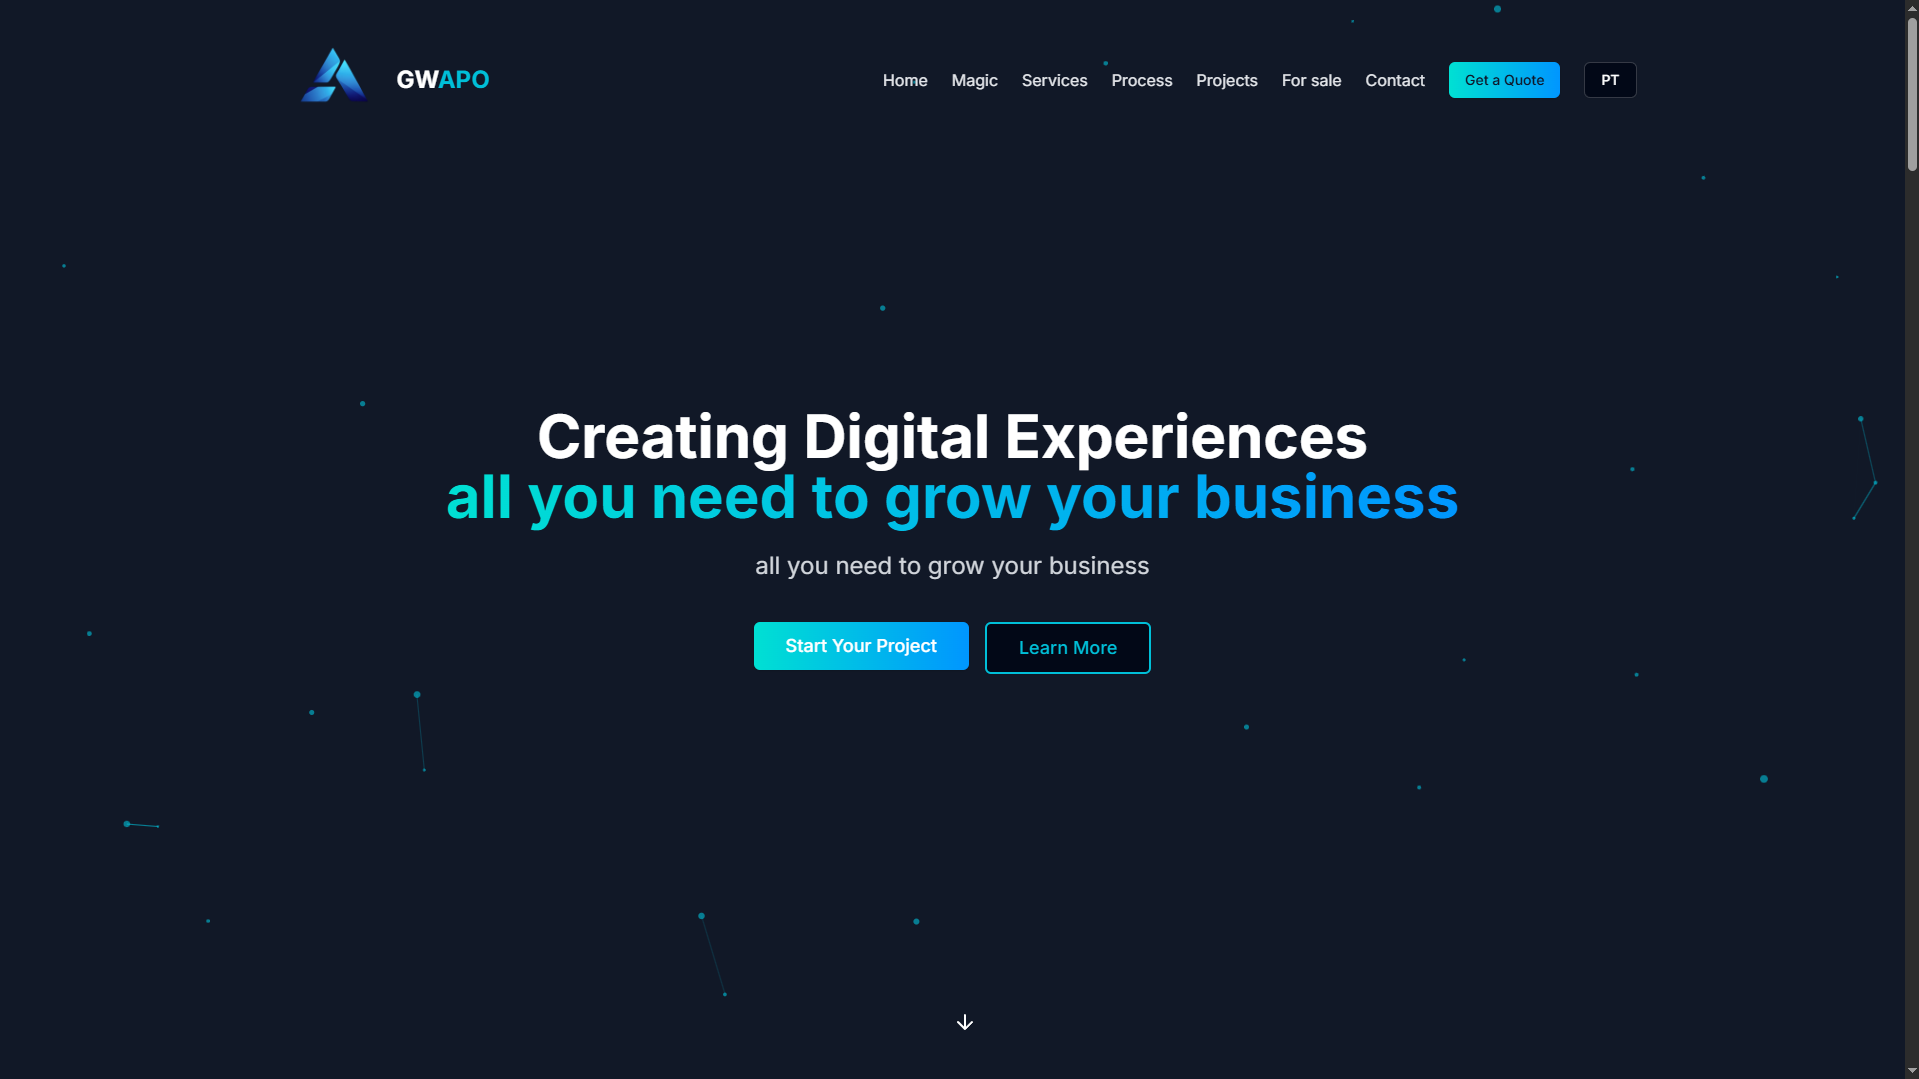 GWAPO
Home Magic Services Process Projects For sale Contact Get a Quote PT
Creating Digital Experiences
all you need to grow your business
all you need to grow your business
Start Your Project Learn More